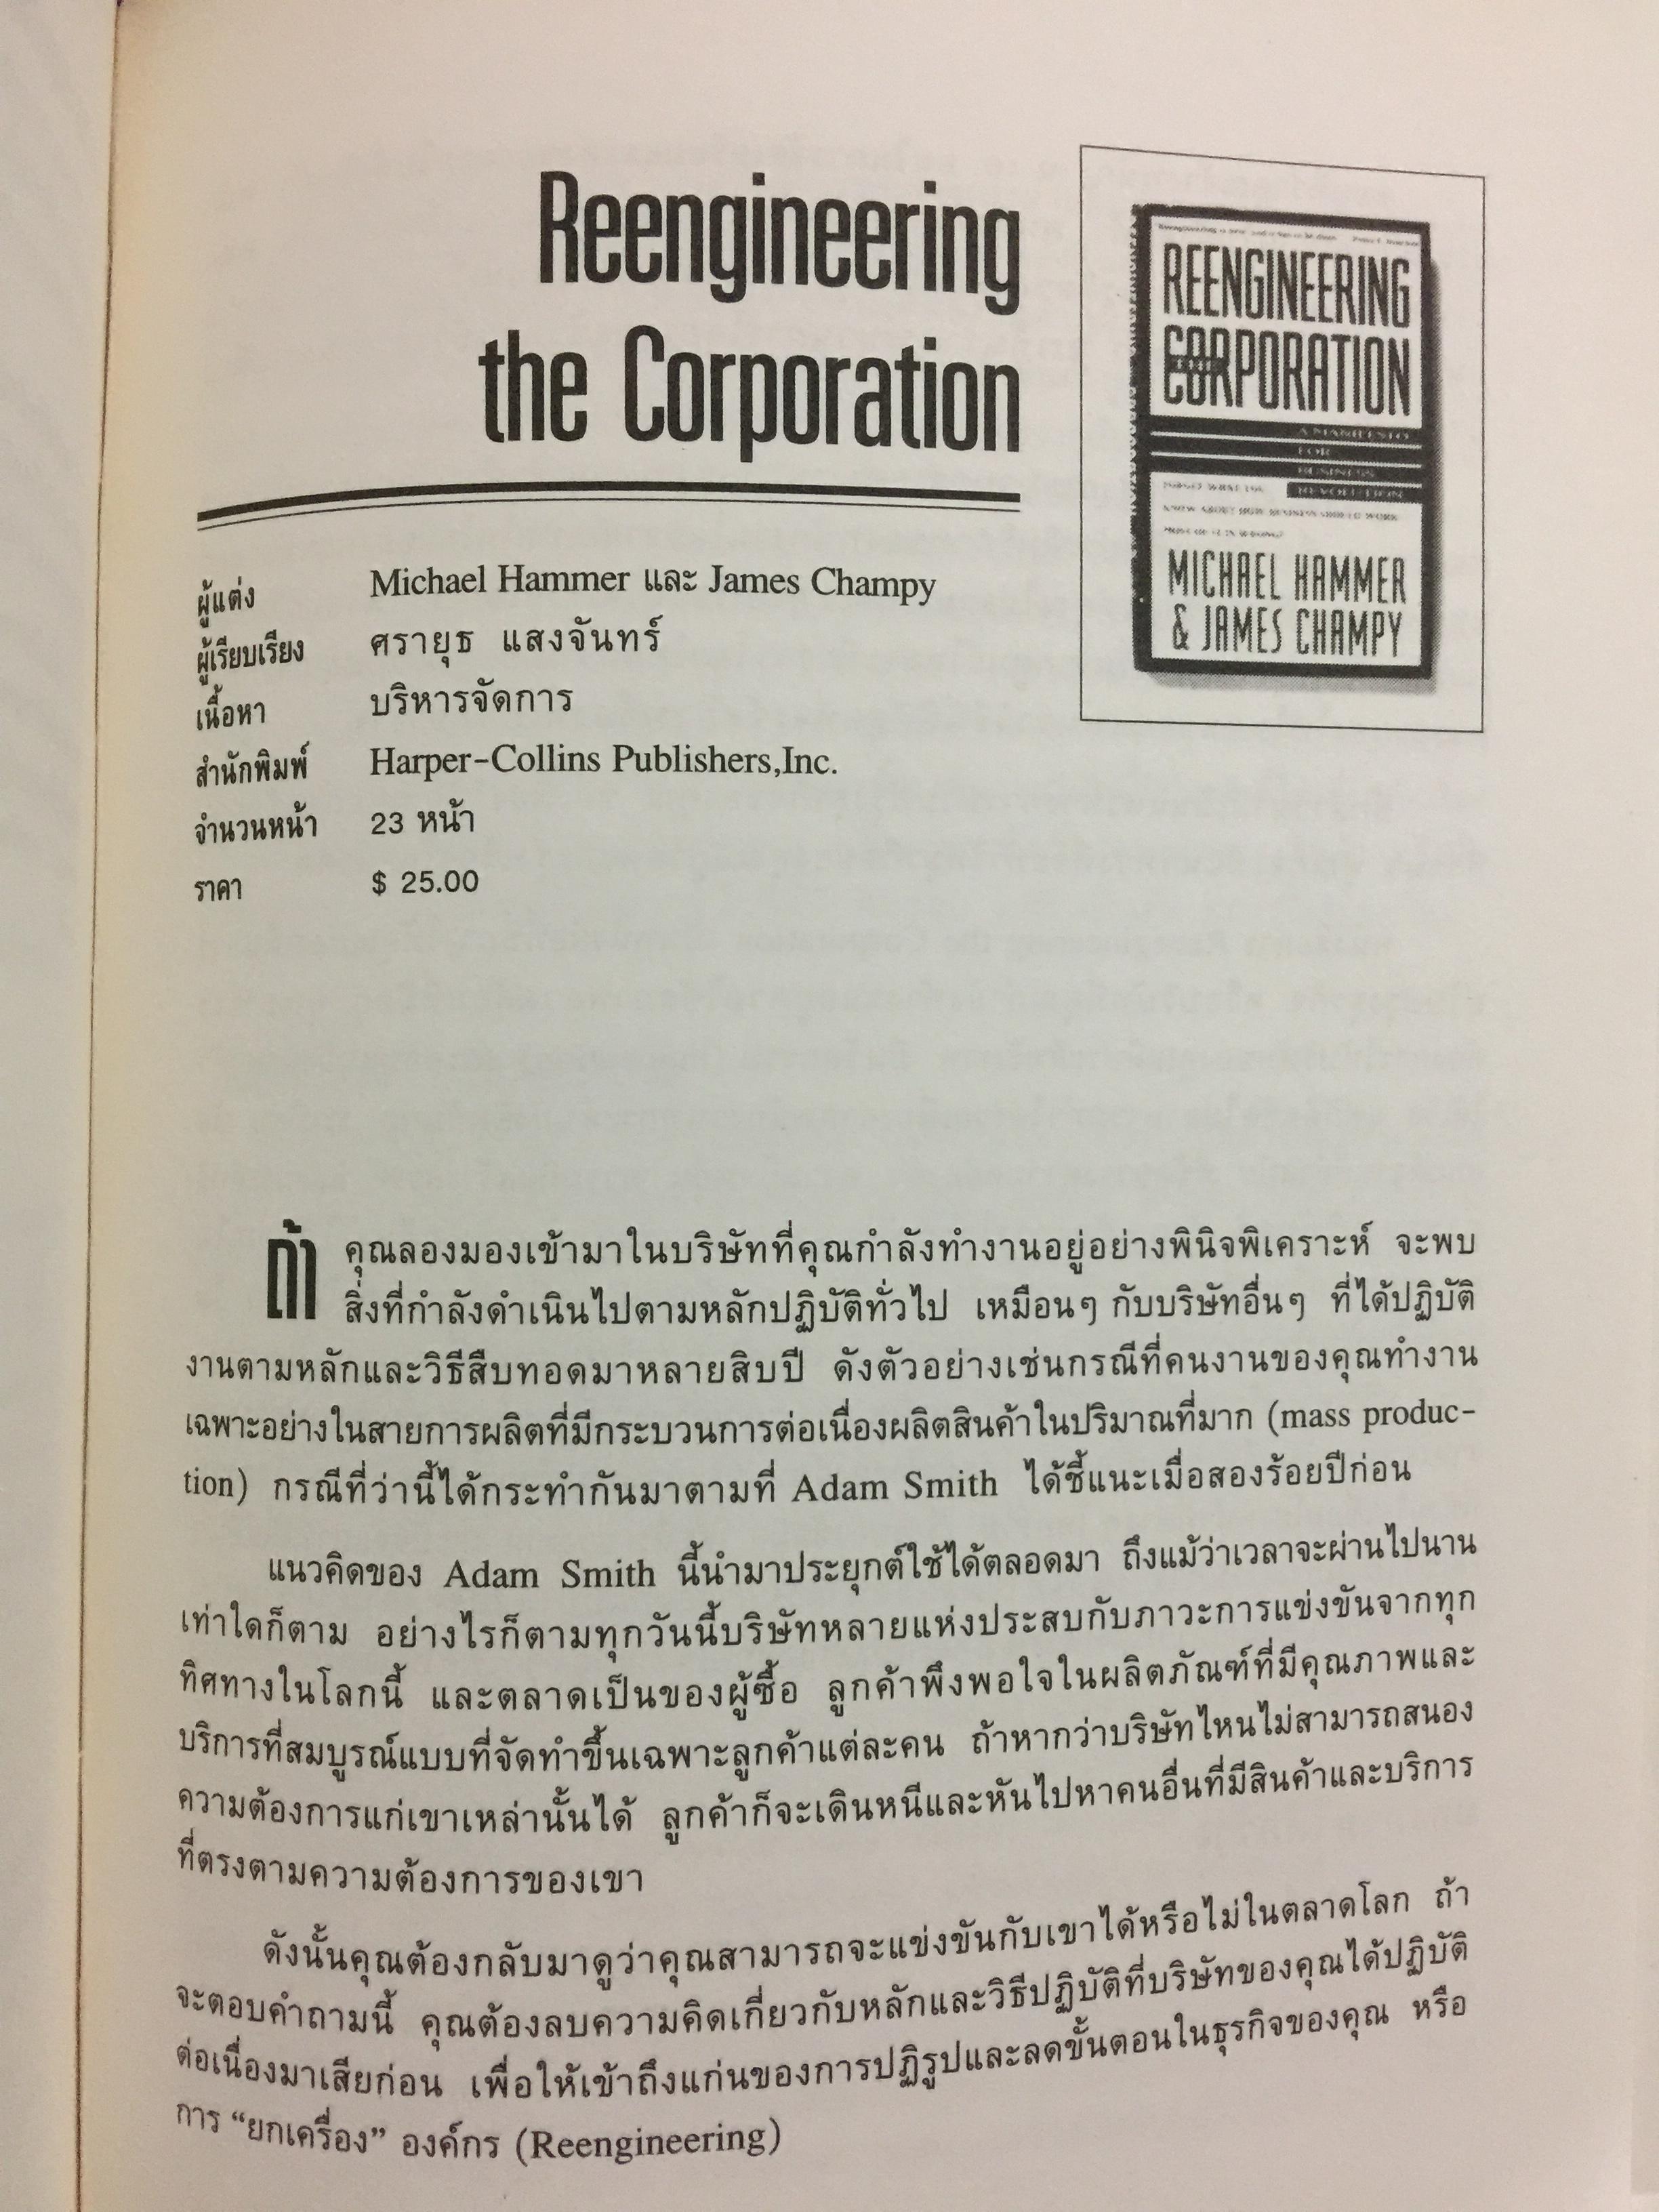 Reengineering
the Corporation
REENGINEERING
THE
CORPORATION
A MANIFESTO
FOR
BUSINESS
REVOLUTION
MICHAEL HAMMER
& JAMES CHAMPY
ผู้แต่ง Michael Hammer และ James Champy
ผู้เรียบเรียง ศรายุธ แสงจันทร์
เนื้อหา บริหารจัดการ
สำนักพิมพ์ Harper-Collins Publishers,Inc.
จำนวนหน้า 23 หน้า
ราคา $ 25.00
ถ้า คุณลองมองเข้ามาในบริษัทที่คุณกำลังทำงานอยู่อย่างพินิจพิเคราะห์ จะพบ
สิ่งที่กำลังดำเนินไปตามหลักปฏิบัติทั่วไป เหมือนๆ กับบริษัทอื่นๆ ที่ได้ปฏิบัติ
งานตามหลักและวิธีสืบทอดมาหลายสิบปี ดังตัวอย่างเช่นกรณีที่คนงานของคุณทำงาน
เฉพาะอย่างในสายการผลิตที่มีกระบวนการต่อเนื่องผลิตสินค้าในปริมาณที่มาก (mass produc-
tion) กรณีที่ว่านี้ได้กระทำกันมาตามที่ Adam Smith ได้ชี้แนะเมื่อสองร้อยปีก่อน
แนวคิดของ Adam Smith นี้นำมาประยุกต์ใช้ได้ตลอดมา ถึงแม้ว่าเวลาจะผ่านไปนาน
เท่าใดก็ตาม อย่างไรก็ตามทุกวันนี้บริษัทหลายแห่งประสบกับภาวะการแข่งขันจากทุก
ทิศทางในโลกนี้ และตลาดเป็นของผู้ซื้อ ลูกค้าพึงพอใจในผลิตภัณฑ์ที่มีคุณภาพและ
บริการที่สมบูรณ์แบบที่จัดทำขึ้นเฉพาะลูกค้าแต่ละคน ถ้าหากว่าบริษัทไหนไม่สามารถสนอง
ความต้องการแก่เขาเหล่านั้นได้ ลูกค้าก็จะเดินหนีและหันไปหาคนอื่นที่มีสินค้าและบริการ
ที่ตรงตามความต้องการของเขา
ดังนั้นคุณต้องกลับมาดูว่าคุณสามารถจะแข่งขันกับเขาได้หรือไม่ในตลาดโลก ถ้า
จะตอบคำถามนี้ คุณต้องลบความคิดเกี่ยวกับหลักและวิธีปฏิบัติที่บริษัทของคุณได้ปฏิบัติ
ต่อเนื่องมาเสียก่อน เพื่อให้เข้าถึงแก่นของการปฏิรูปและลดขั้นตอนในธุรกิจของคุณ หรือ
การ “ยกเครื่อง” องค์กร (Reengineering)